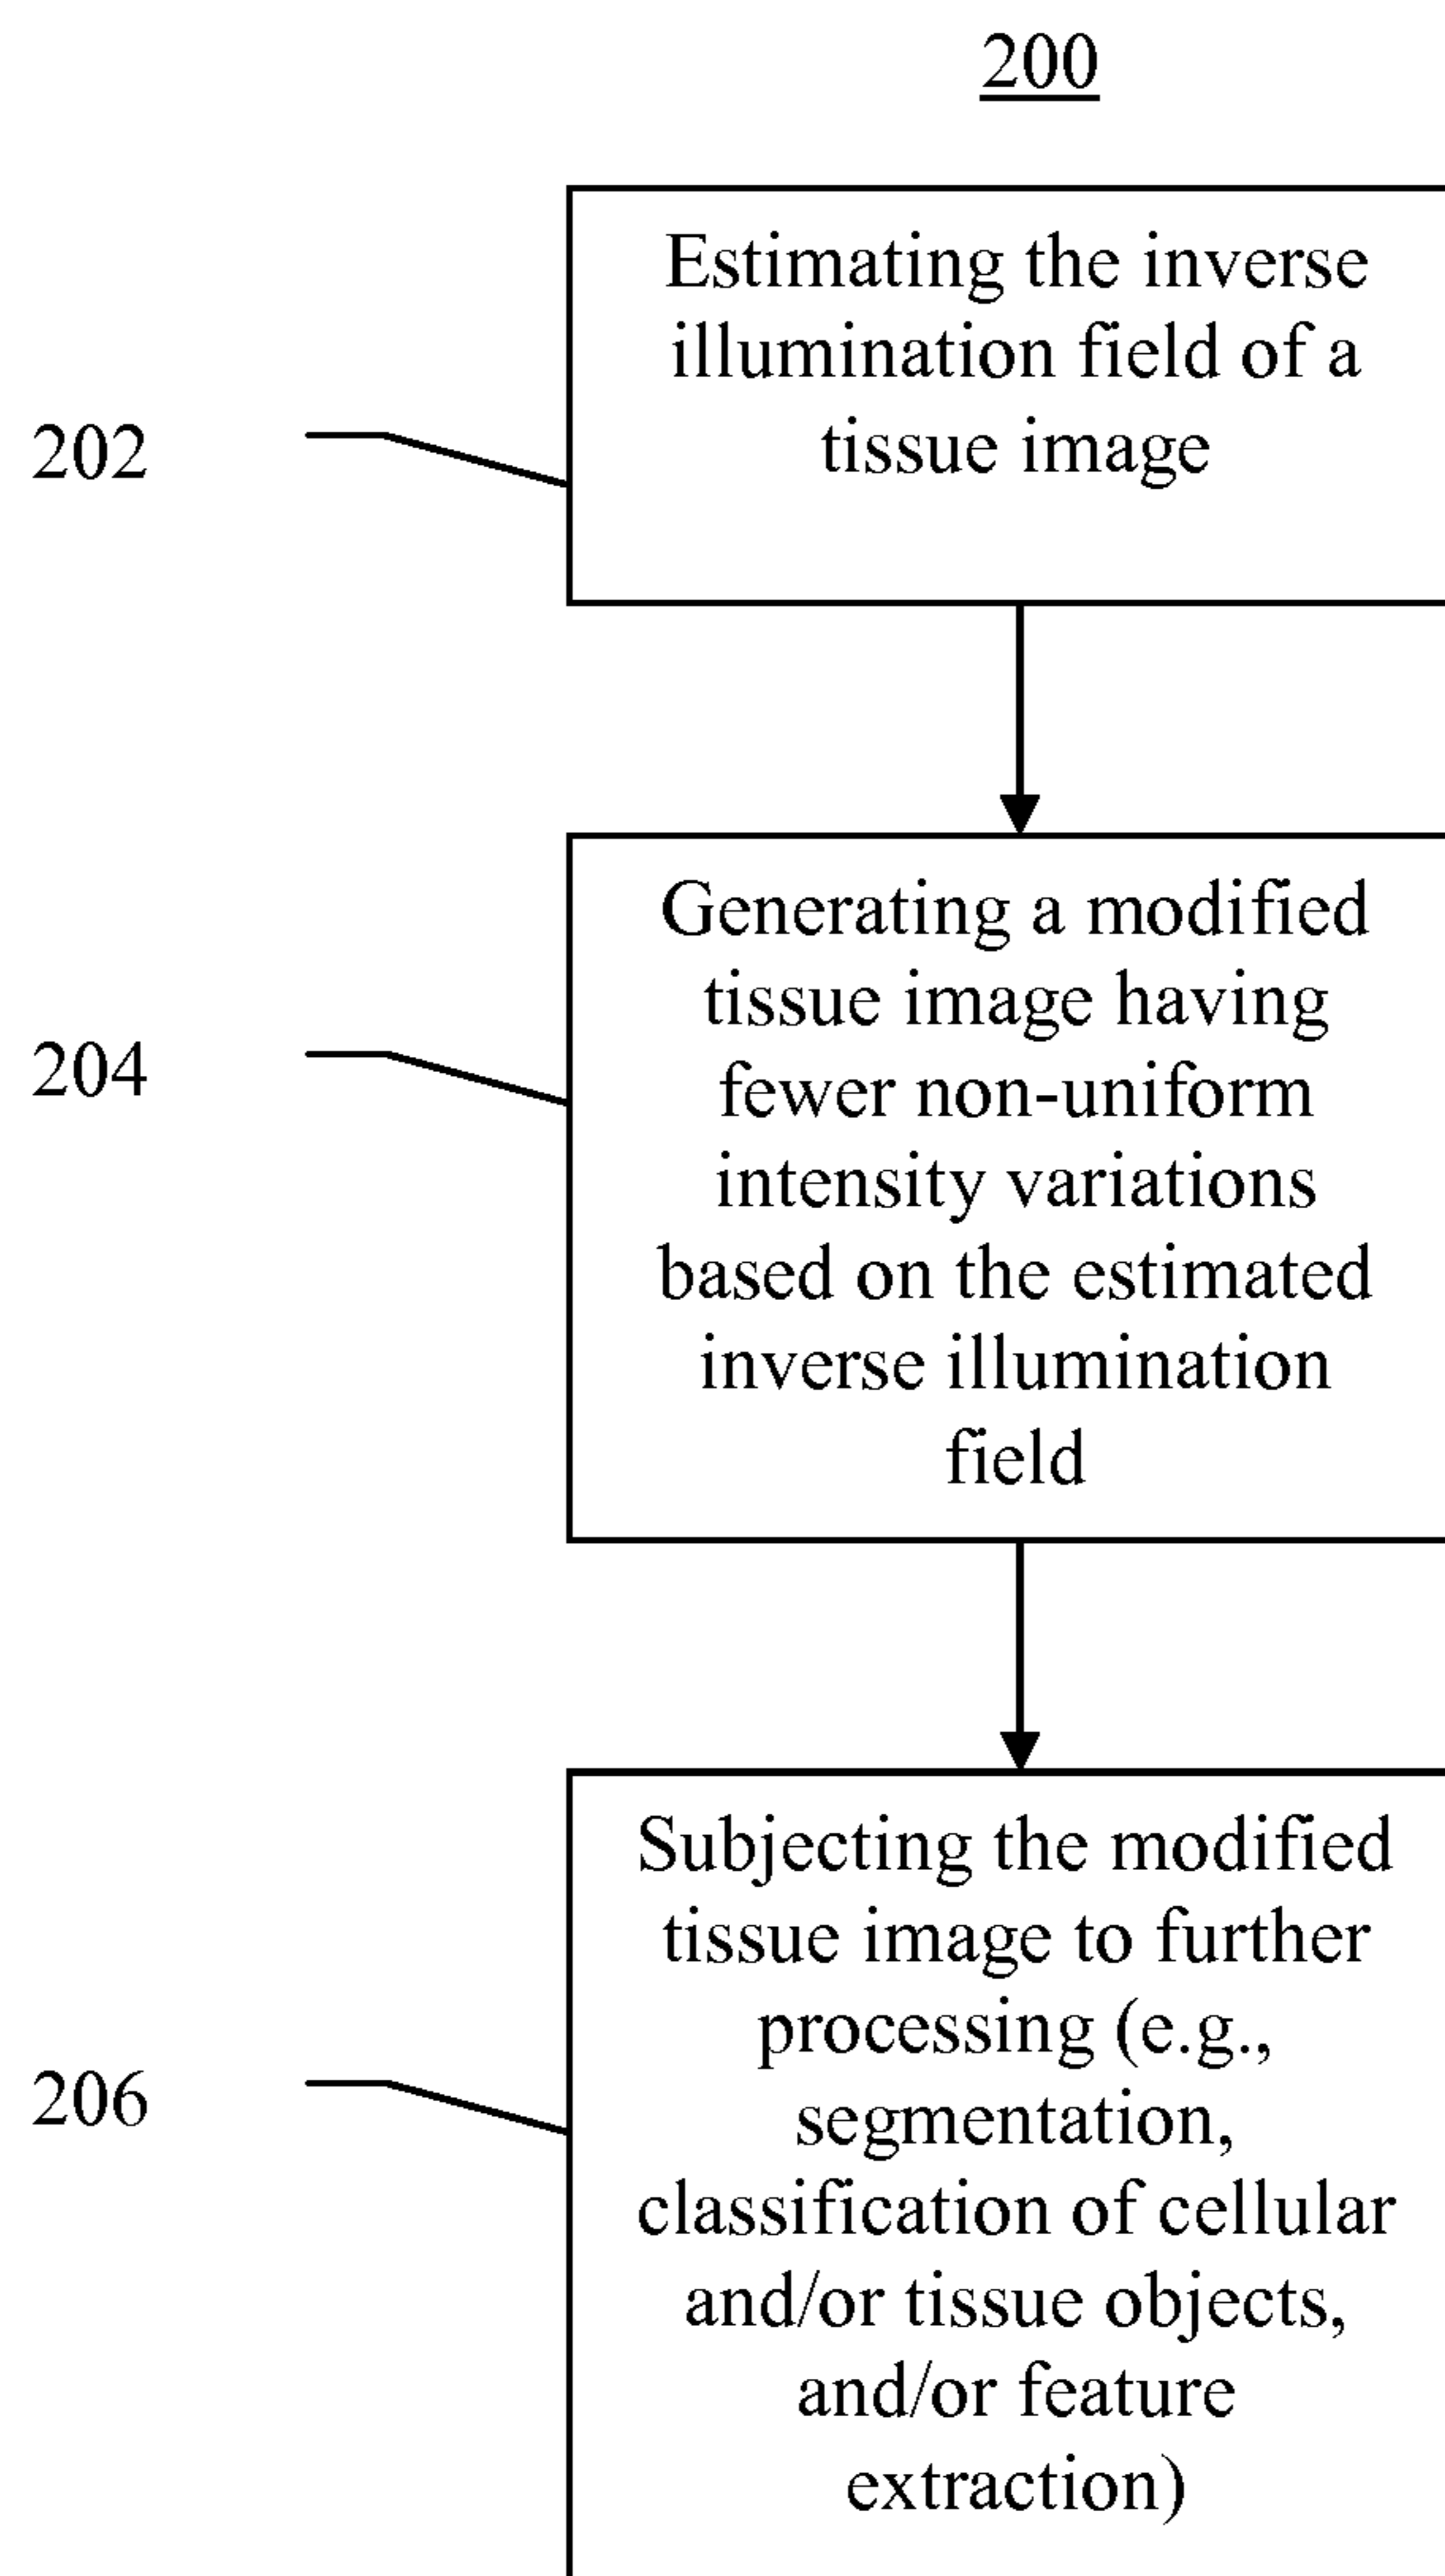 200
202
Estimating the inverse
illumination field of a
tissue image
204
Generating a modified
tissue image having
fewer non-uniform
intensity variations
based on the estimated
inverse illumination
field
206
Subjecting the modified
tissue image to further
processing (e.g.,
segmentation,
classification of cellular
and/or tissue objects,
and/or feature
extraction)